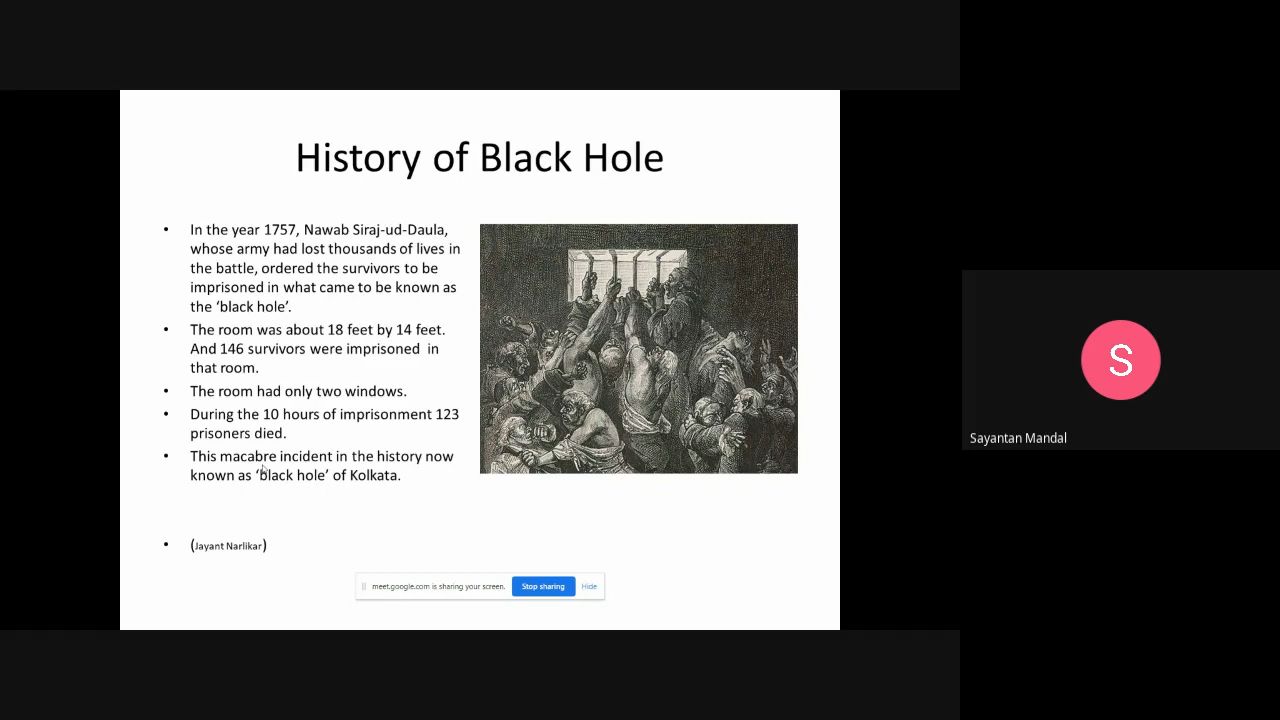 History of Black Hole
• In the year 1757, Nawab Siraj-ud-Daula,
whose army had lost thousands of lives in
the battle, ordered the survivors to be
imprisoned in what came to be known as
the ‘black hole’.
• The room was about 18 feet by 14 feet.
And 146 survivors were imprisoned in
that room.
• The room had only two windows.
• During the 10 hours of imprisonment 123
prisoners died.
• This macabre incident in the history now
known as ‘black hole’ of Kolkata.
• (Jayant Narlikar)
meet.google.com is sharing your screen. Stop sharing Hide
S
Sayantan Mandal